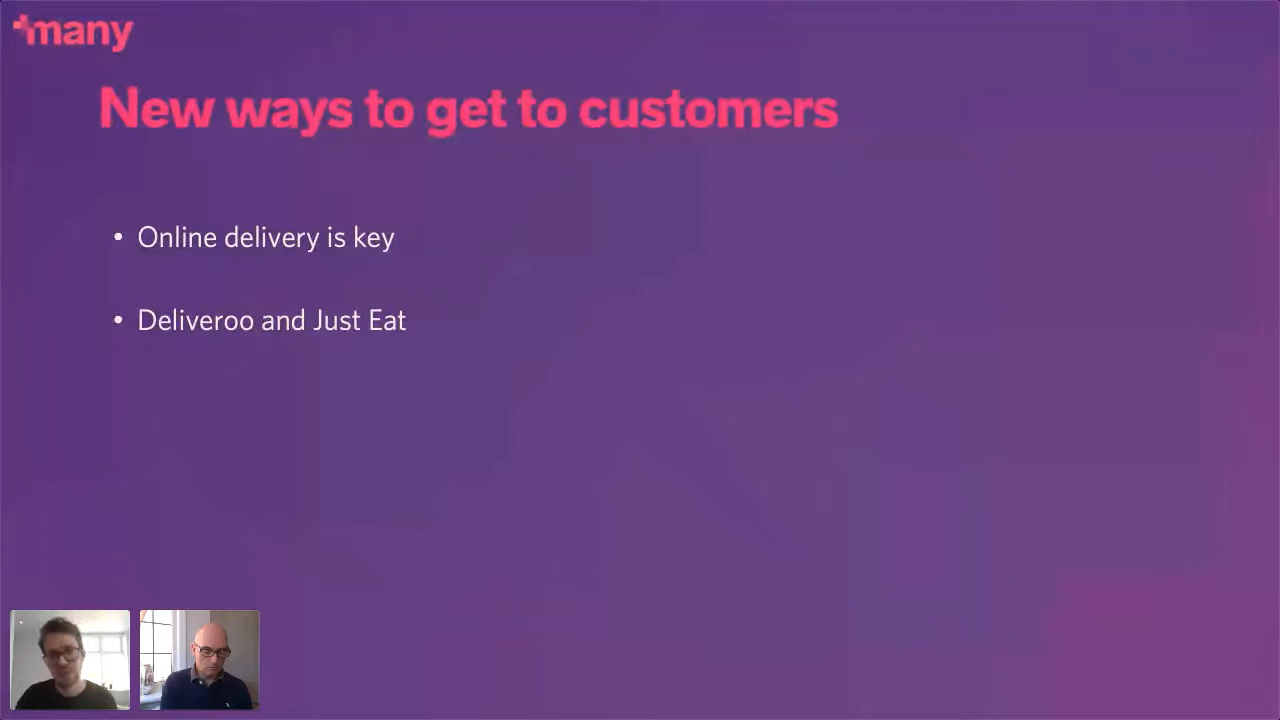 many
New ways to get to customers
• Online delivery is key
• Deliveroo and Just Eat